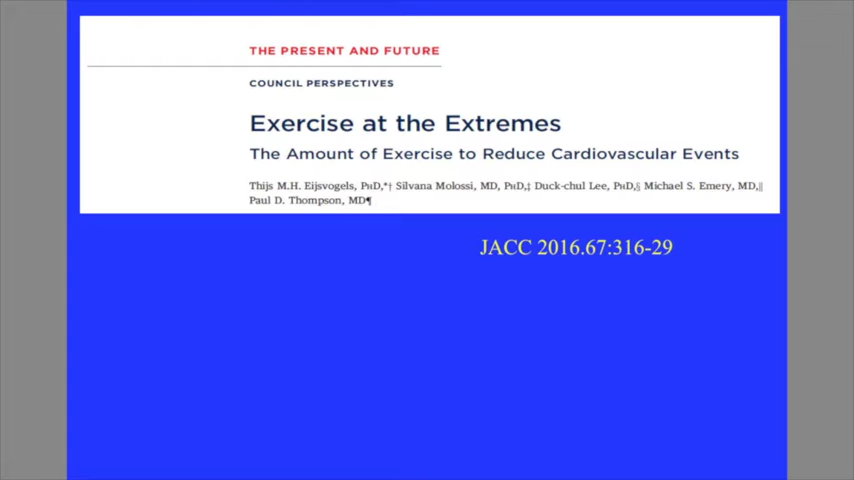 THE PRESENT AND FUTURE
COUNCIL PERSPECTIVES
Exercise at the Extremes
The Amount of Exercise to Reduce Cardiovascular Events
Thijs M.H. Eijsvogels, PhD,*† Silvana Molossi, MD, PhD,‡ Duck-chul Lee, PhD,§ Michael S. Emery, MD,||
Paul D. Thompson, MD¶
JACC 2016.67:316-29